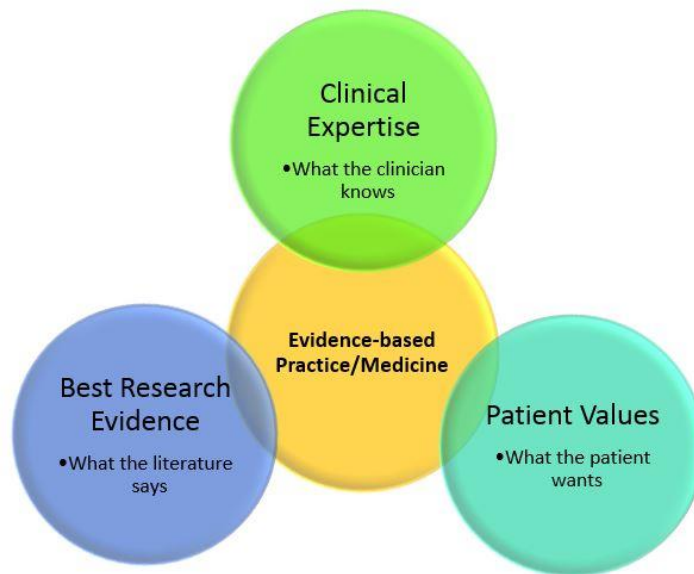 Clinical
Expertise
•What the clinician
knows
Evidence-based
Practice/Medicine
Best Research
Evidence
•What the literature
says
Patient Values
•What the patient
wants